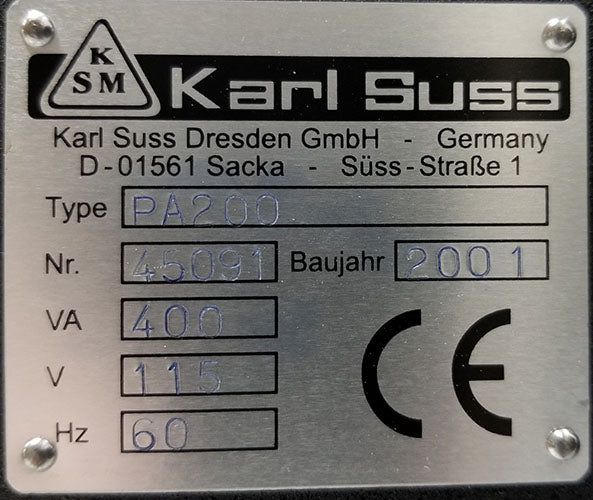 K
SM Karl Suss
Karl Suss Dresden GmbH - Germany
D-01561 Sacka - Süss-Straße 1
Type PA200
Nr. 45091 Baujahr 2001
VA 400
V 115
Hz 60
CE